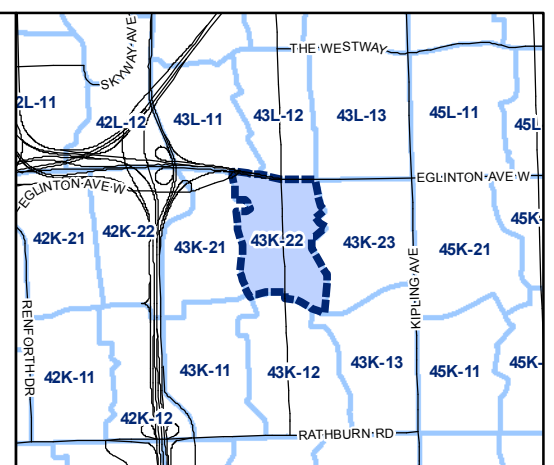 SKYWAY AVE
THE WESTWAY
2L-11
42L-12
43L-11
43L-12
43L-13
45L-11
45L
EGLINTON AVE W
EGLINTON AVE W
42K-21
42K-22
43K-21
43K-22
43K-23
45K-21
45K-
RENFORTH DR
KIPLING AVE
42K-11
42K-12
43K-11
43K-12
43K-13
45K-11
45K-
RATHBURN RD